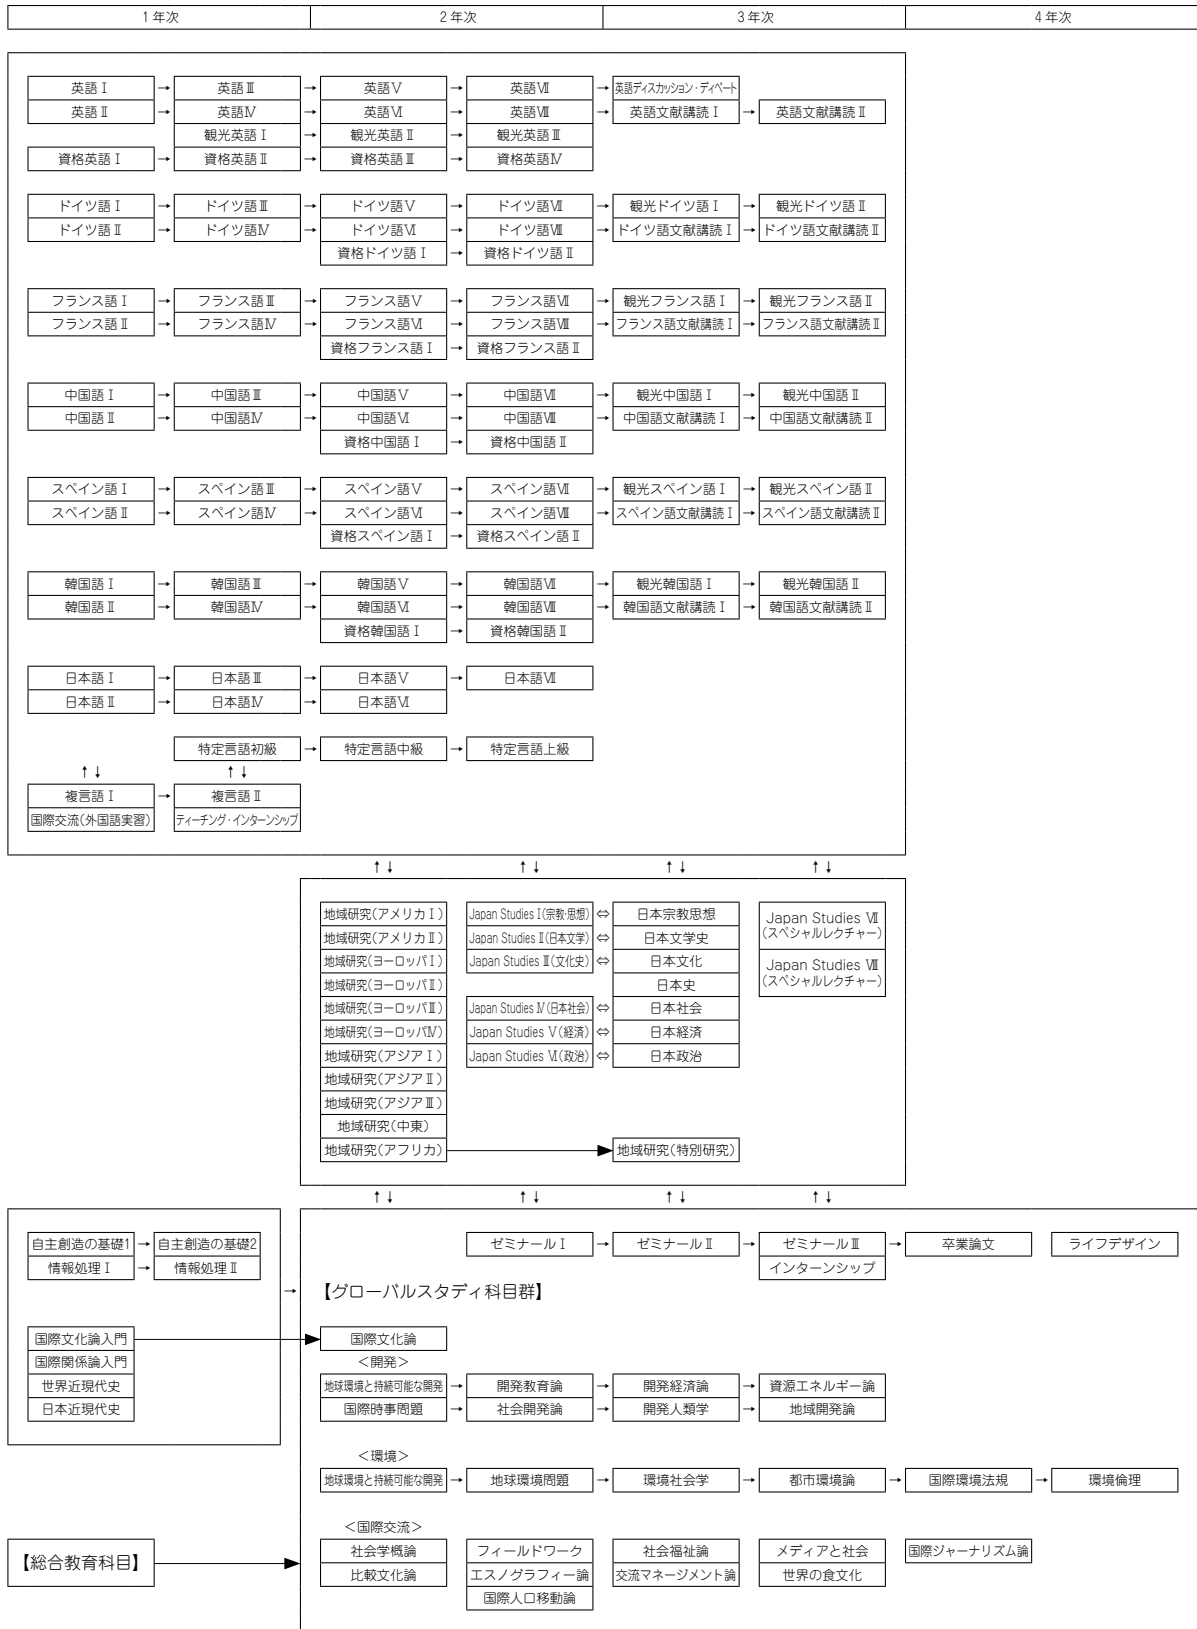 1年次 2年次 3年次 4年次
英語Ⅰ → 英語Ⅲ → 英語Ⅴ → 英語Ⅶ → 英語ディスカッション・ディベート
英語Ⅱ → 英語Ⅳ → 英語Ⅵ → 英語Ⅷ → 英語文献講読Ⅰ → 英語文献講読Ⅱ
観光英語Ⅰ → 観光英語Ⅱ → 観光英語Ⅲ
資格英語Ⅰ → 資格英語Ⅱ → 資格英語Ⅲ → 資格英語Ⅳ
ドイツ語Ⅰ → ドイツ語Ⅲ → ドイツ語Ⅴ → ドイツ語Ⅶ → 観光ドイツ語Ⅰ → 観光ドイツ語Ⅱ
ドイツ語Ⅱ → ドイツ語Ⅳ → ドイツ語Ⅵ → ドイツ語Ⅷ → ドイツ語文献講読Ⅰ → ドイツ語文献講読Ⅱ
資格ドイツ語Ⅰ → 資格ドイツ語Ⅱ
フランス語Ⅰ → フランス語Ⅲ → フランス語Ⅴ → フランス語Ⅶ → 観光フランス語Ⅰ → 観光フランス語Ⅱ
フランス語Ⅱ → フランス語Ⅳ → フランス語Ⅵ → フランス語Ⅷ → フランス語文献講読Ⅰ → フランス語文献講読Ⅱ
資格フランス語Ⅰ → 資格フランス語Ⅱ
中国語Ⅰ → 中国語Ⅲ → 中国語Ⅴ → 中国語Ⅶ → 観光中国語Ⅰ → 観光中国語Ⅱ
中国語Ⅱ → 中国語Ⅳ → 中国語Ⅵ → 中国語Ⅷ → 中国語文献講読Ⅰ → 中国語文献講読Ⅱ
資格中国語Ⅰ → 資格中国語Ⅱ
スペイン語Ⅰ → スペイン語Ⅲ → スペイン語Ⅴ → スペイン語Ⅶ → 観光スペイン語Ⅰ → 観光スペイン語Ⅱ
スペイン語Ⅱ → スペイン語Ⅳ → スペイン語Ⅵ → スペイン語Ⅷ → スペイン語文献講読Ⅰ → スペイン語文献講読Ⅱ
資格スペイン語Ⅰ → 資格スペイン語Ⅱ
韓国語Ⅰ → 韓国語Ⅲ → 韓国語Ⅴ → 韓国語Ⅶ → 観光韓国語Ⅰ → 観光韓国語Ⅱ
韓国語Ⅱ → 韓国語Ⅳ → 韓国語Ⅵ → 韓国語Ⅷ → 韓国語文献講読Ⅰ → 韓国語文献講読Ⅱ
資格韓国語Ⅰ → 資格韓国語Ⅱ
日本語Ⅰ → 日本語Ⅲ → 日本語Ⅴ → 日本語Ⅶ
日本語Ⅱ → 日本語Ⅳ → 日本語Ⅵ
特定言語初級 → 特定言語中級 → 特定言語上級
↑↓ ↑↓
複言語Ⅰ → 複言語Ⅱ
国際交流(外国語実習) ティーチング・インターンシップ
↑↓ ↑↓ ↑↓ ↑↓
地域研究(アメリカⅠ) Japan Studies Ⅰ(宗教・思想) ⇔ 日本宗教思想 Japan Studies Ⅶ
(スペシャルレクチャー)
地域研究(アメリカⅡ) Japan Studies Ⅱ(日本文学) ⇔ 日本文学史
地域研究(ヨーロッパⅠ) Japan Studies Ⅲ(文化史) ⇔ 日本文化 Japan Studies Ⅷ
(スペシャルレクチャー)
地域研究(ヨーロッパⅡ) 日本史
地域研究(ヨーロッパⅢ) Japan Studies Ⅳ(日本社会) ⇔ 日本社会
地域研究(ヨーロッパⅣ) Japan Studies Ⅴ(経済) ⇔ 日本経済
地域研究(アジアⅠ) Japan Studies Ⅵ(政治) ⇔ 日本政治
地域研究(アジアⅡ)
地域研究(アジアⅢ)
地域研究(中東)
地域研究(アフリカ) → 地域研究(特別研究)
↑↓ ↑↓ ↑↓ ↑↓
自主創造の基礎1 → 自主創造の基礎2 ゼミナールⅠ → ゼミナールⅡ → ゼミナールⅢ → 卒業論文 ライフデザイン
情報処理Ⅰ → 情報処理Ⅱ インターンシップ
→ 【グローバルスタディ科目群】
国際文化論入門 → 国際文化論
国際関係論入門 <開発>
世界近現代史 地球環境と持続可能な開発 → 開発教育論 → 開発経済論 → 資源エネルギー論
日本近現代史 国際時事問題 → 社会開発論 → 開発人類学 → 地域開発論
<環境>
地球環境と持続可能な開発 → 地球環境問題 → 環境社会学 → 都市環境論 → 国際環境法規 → 環境倫理
<国際交流>
【総合教育科目】 → 社会学概論 フィールドワーク 社会福祉論 メディアと社会 国際ジャーナリズム論
比較文化論 エスノグラフィー論 交流マネージメント論 世界の食文化
国際人口移動論